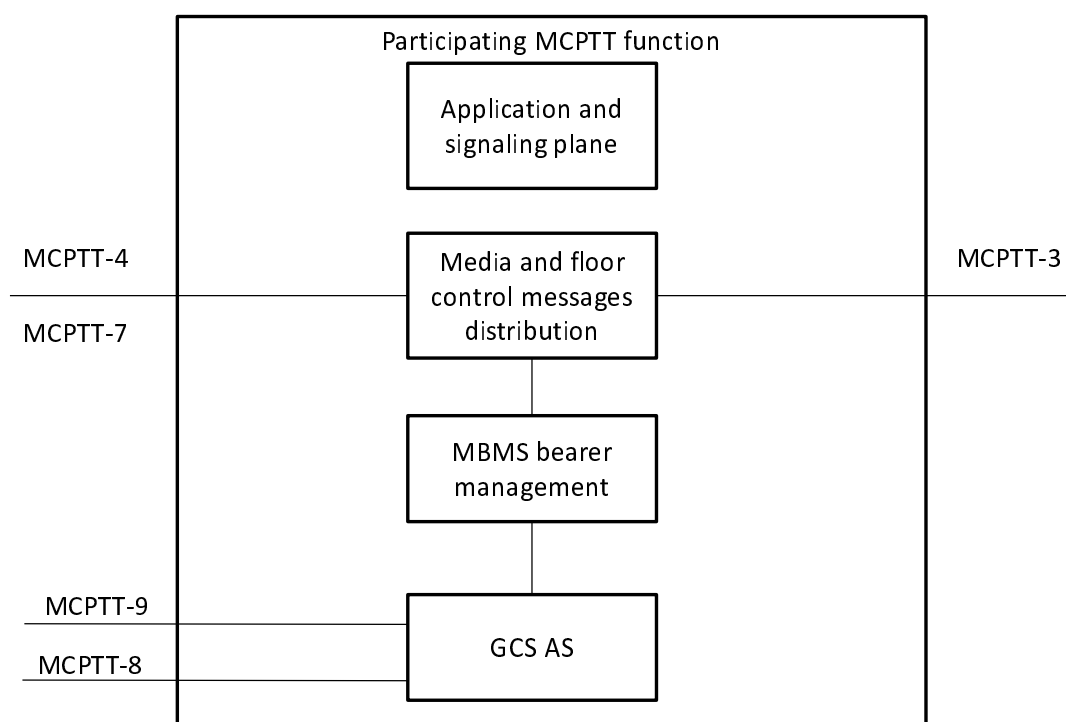 Participating MCPTT function
Application and
signaling plane
MCPTT-4
Media and floor
control messages
distribution
MCPTT-3
MCPTT-7
MBMS bearer
management
MCPTT-9
GCS AS
MCPTT-8